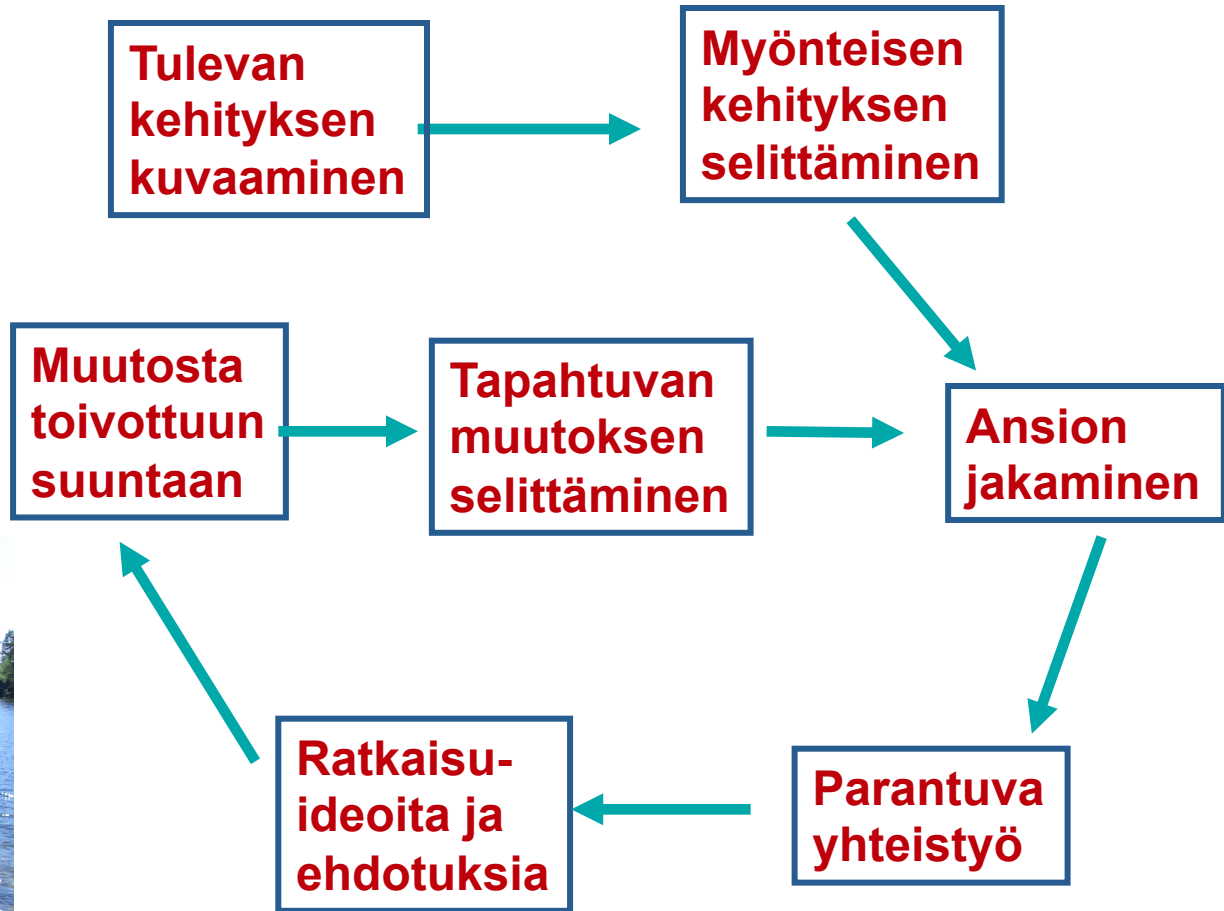 Tulevan
kehityksen
kuvaaminen
Myönteisen
kehityksen
selittäminen
Muutosta
toivottuun
suuntaan
Tapahtuvan
muutoksen
selittäminen
Ansion
jakaminen
Ratkaisu-
ideoita ja
ehdotuksia
Parantuva
yhteistyö